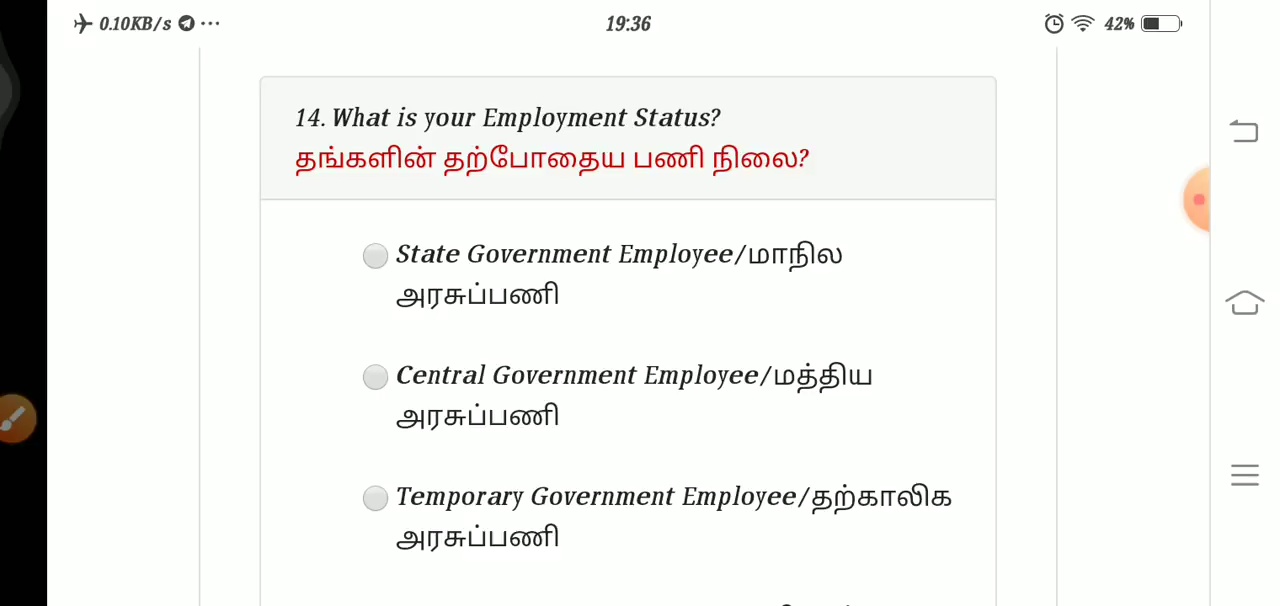 0.10KB/s ... 19:36 42%
14. What is your Employment Status?
தங்களின் தற்போதைய பணி நிலை?
State Government Employee/மாநில
அரசுப்பணி
Central Government Employee/மத்திய
அரசுப்பணி
Temporary Government Employee/தற்காலிக
அரசுப்பணி